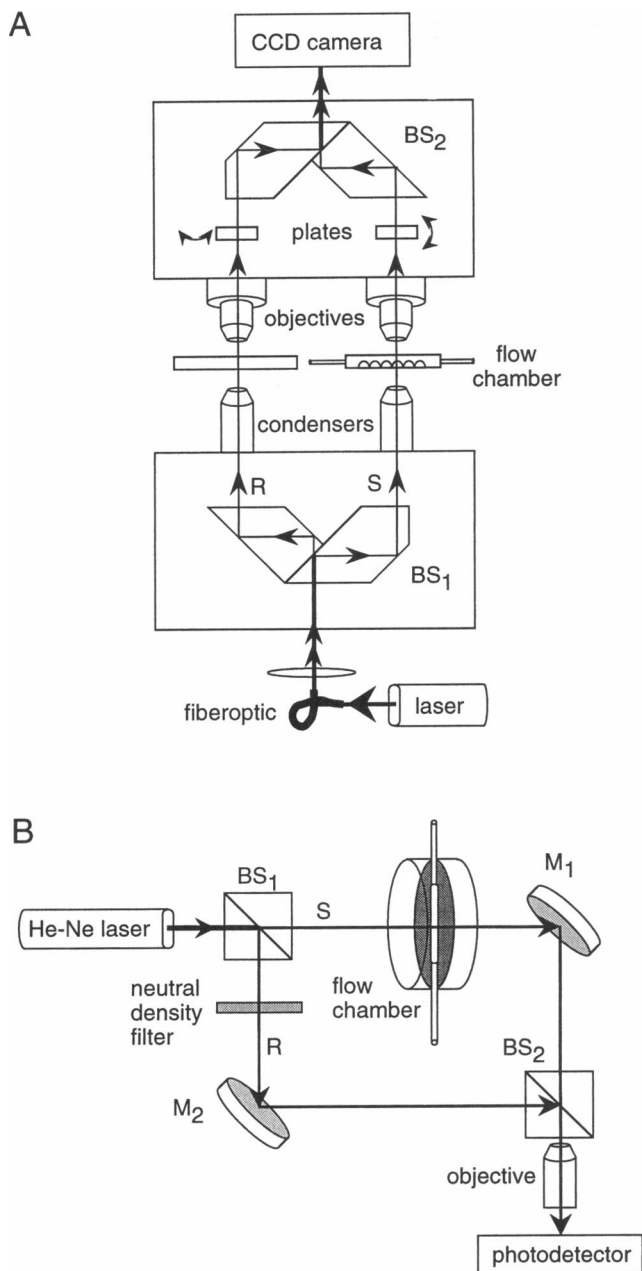 A
CCD camera
BS2
plates
objectives
flow
chamber
condensers
R
S
BS1
fiberoptic
laser
B
BS1
M1
He-Ne laser
S
neutral
density
filter
flow
chamber
R
BS2
M2
objective
photodetector